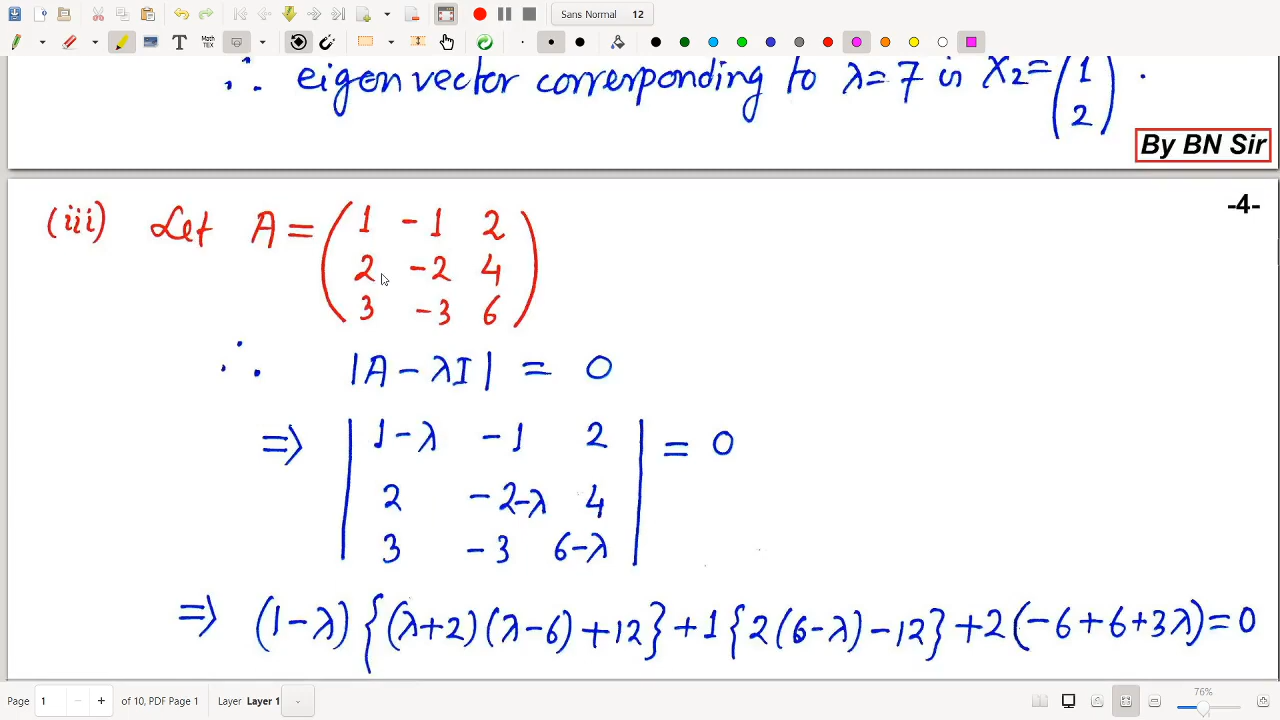 Sans Normal 12
T Math TEX
∴ eigen vector corresponding to λ=7 is X₂=(1 2).
By BN Sir
-4-
(iii) Let A = (1 -1 2
2 -2 4
3 -3 6)
∴ |A - λI| = 0
⇒ | 1-λ -1 2 | = 0
2 -2-λ 4
3 -3 6-λ
⇒ (1-λ){(λ+2)(λ-6)+12}+1{2(6-λ)-12}+2(-6+6+3λ)=0
Page 1 of 10, PDF Page 1 Layer Layer 1 76%